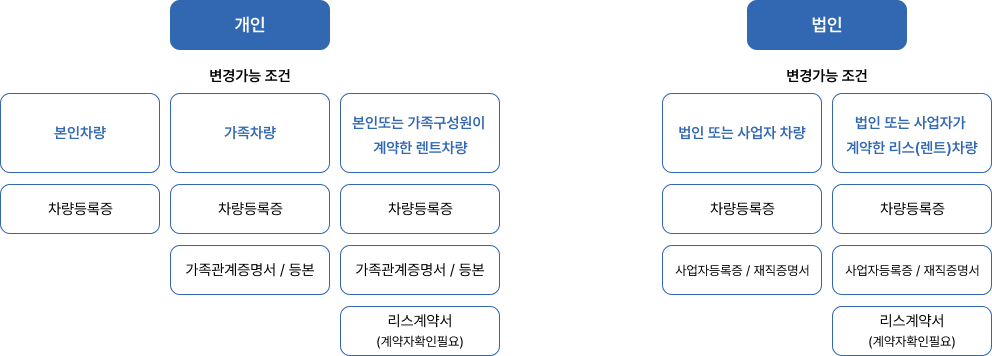 개인
변경가능 조건
본인차량
가족차량
본인또는 가족구성원이
계약한 렌트차량
차량등록증
차량등록증
차량등록증
가족관계증명서 / 등본
가족관계증명서 / 등본
리스계약서
(계약자확인필요)
법인
변경가능 조건
법인 또는 사업자 차량
법인 또는 사업자가
계약한 리스(렌트)차량
차량등록증
차량등록증
사업자등록증 / 재직증명서
사업자등록증 / 재직증명서
리스계약서
(계약자확인필요)